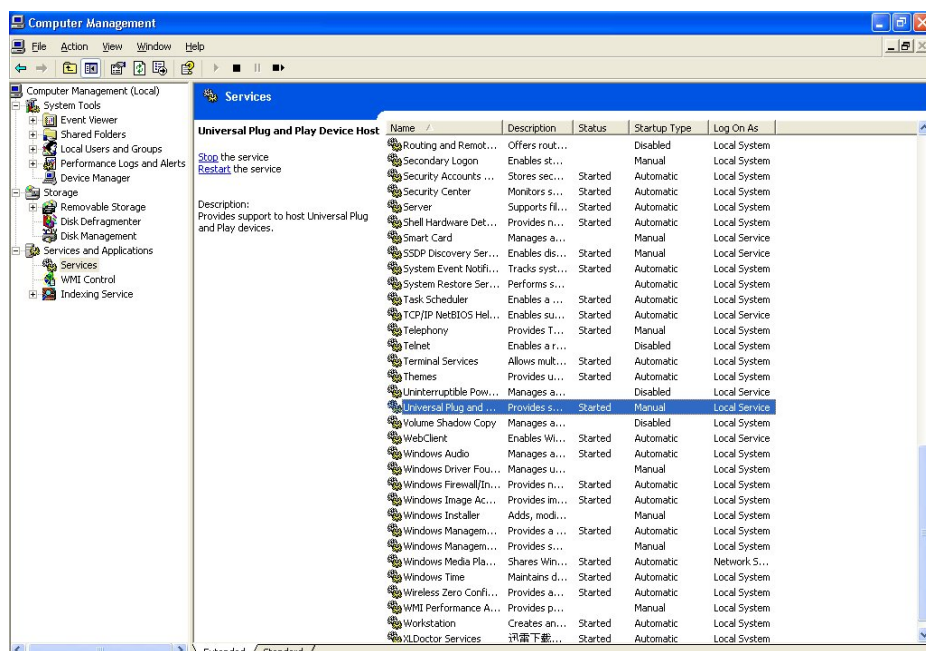 Computer Management
File Action View Window Help
Computer Management (Local)
System Tools
Event Viewer
Shared Folders
Local Users and Groups
Performance Logs and Alerts
Device Manager
Storage
Removable Storage
Disk Defragmenter
Disk Management
Services and Applications
Services
WMI Control
Indexing Service
Services
Universal Plug and Play Device Host
Stop the service
Restart the service
Description:
Provides support to host Universal Plug
and Play devices.
Name Description Status Startup Type Log On As
Routing and Remot... Offers rout... Disabled Local System
Secondary Logon Enables st... Manual Local System
Security Accounts ... Stores sec... Started Automatic Local System
Security Center Monitors s... Started Automatic Local System
Server Supports fil... Started Automatic Local System
Shell Hardware Det... Provides n... Started Automatic Local System
Smart Card Manages a... Manual Local Service
SSDP Discovery Ser... Enables dis... Started Manual Local Service
System Event Notifi... Tracks syst... Started Automatic Local System
System Restore Ser... Performs s... Automatic Local System
Task Scheduler Enables a ... Started Automatic Local System
TCP/IP NetBIOS Hel... Enables su... Started Automatic Local Service
Telephony Provides T... Started Manual Local System
Telnet Enables a r... Disabled Local System
Terminal Services Allows mult... Started Automatic Local System
Themes Provides u... Started Automatic Local System
Uninterruptible Pow... Manages a... Disabled Local Service
Universal Plug and ... Provides s... Started Manual Local Service
Volume Shadow Copy Manages a... Disabled Local System
WebClient Enables Wi... Started Automatic Local Service
Windows Audio Manages a... Started Automatic Local System
Windows Driver Fou... Manages u... Manual Local System
Windows Firewall/In... Provides n... Started Automatic Local System
Windows Image Ac... Provides im... Started Automatic Local System
Windows Installer Adds, modi... Manual Local System
Windows Managem... Provides a ... Started Automatic Local System
Windows Managem... Provides s... Manual Local System
Windows Media Pla... Shares Win... Started Automatic Network S...
Windows Time Maintains d... Started Automatic Local System
Wireless Zero Confi... Provides a... Started Automatic Local System
WMI Performance A... Provides p... Manual Local System
Workstation Creates an... Started Automatic Local System
XLDoctor Services 迅雷下载... Started Automatic Local System
Extended Standard